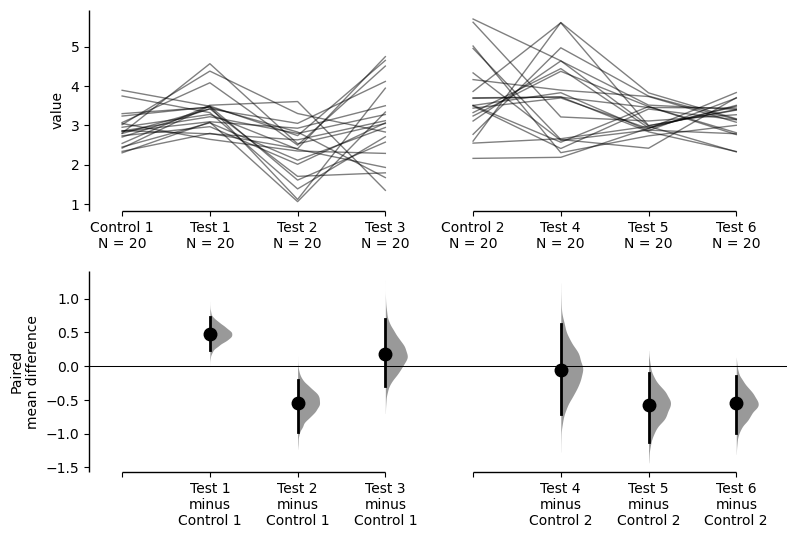 value
5
4
3
2
1
Control 1 Test 1 Test 2 Test 3 Control 2 Test 4 Test 5 Test 6
N = 20 N = 20 N = 20 N = 20 N = 20 N = 20 N = 20 N = 20
Paired
mean difference
1.0
0.5
0.0
−0.5
−1.0
−1.5
Test 1 Test 2 Test 3 Test 4 Test 5 Test 6
minus minus minus minus minus minus
Control 1 Control 1 Control 1 Control 2 Control 2 Control 2